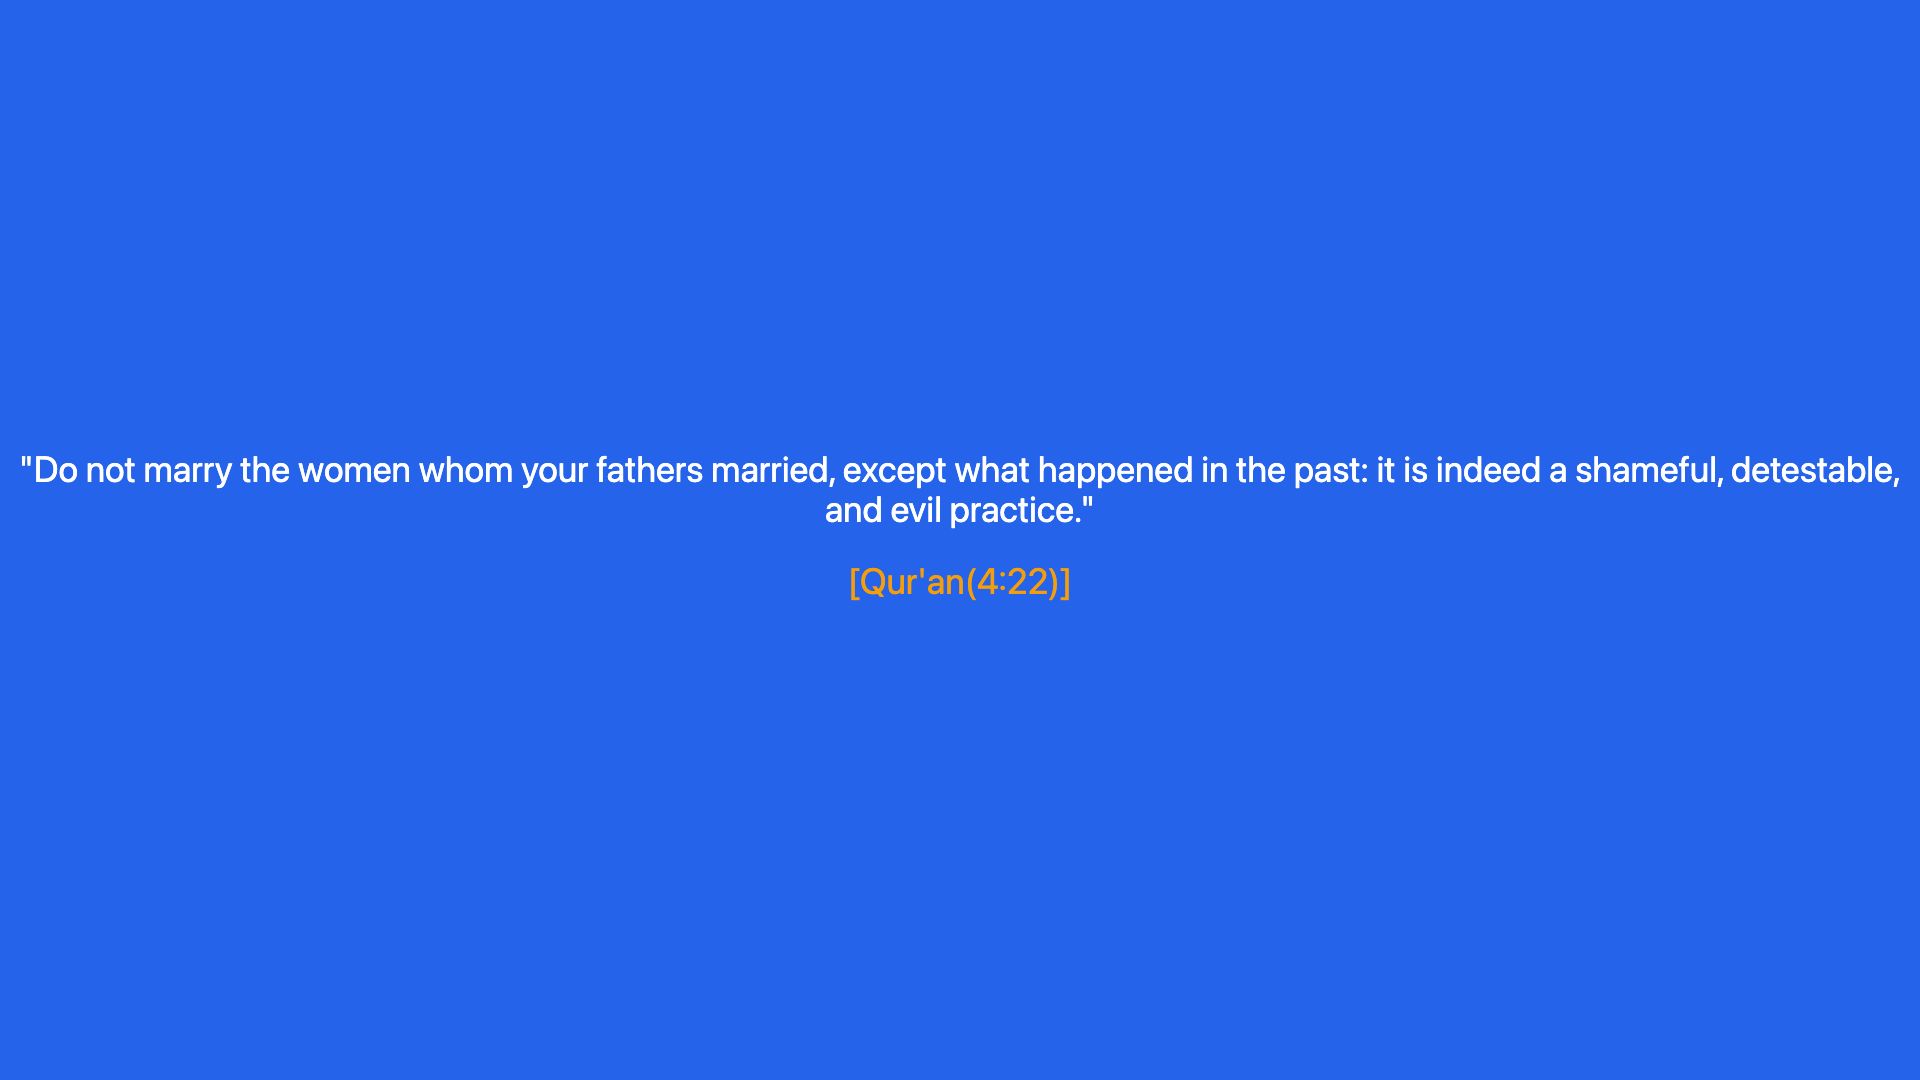 "Do not marry the women whom your fathers married, except what happened in the past: it is indeed a shameful, detestable,
and evil practice."
[Qur'an(4:22)]